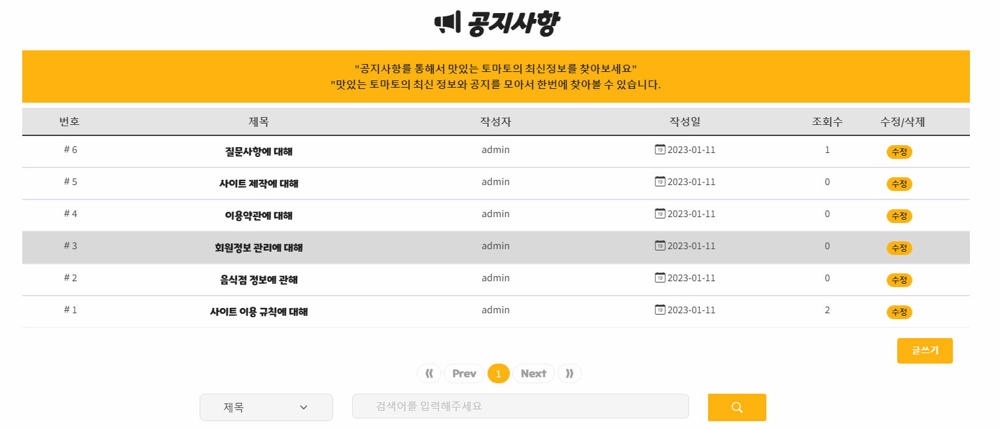 공지사항
"공지사항를 통해서 맛있는 토마토의 최신정보를 찾아보세요"
"맛있는 토마토의 최신 정보와 공지를 모아서 한번에 찾아볼 수 있습니다.
번호 제목 작성자 작성일 조회수 수정/삭제
# 6 질문사항에 대해 admin 19 2023-01-11 1 수정
# 5 사이트 제작에 대해 admin 19 2023-01-11 0 수정
# 4 이용약관에 대해 admin 19 2023-01-11 0 수정
# 3 회원정보 관리에 대해 admin 19 2023-01-11 0 수정
# 2 음식점 정보에 관해 admin 19 2023-01-11 0 수정
# 1 사이트 이용 규칙에 대해 admin 19 2023-01-11 2 수정
글쓰기
⟪ Prev 1 Next ⟫
제목 검색어를 입력해주세요